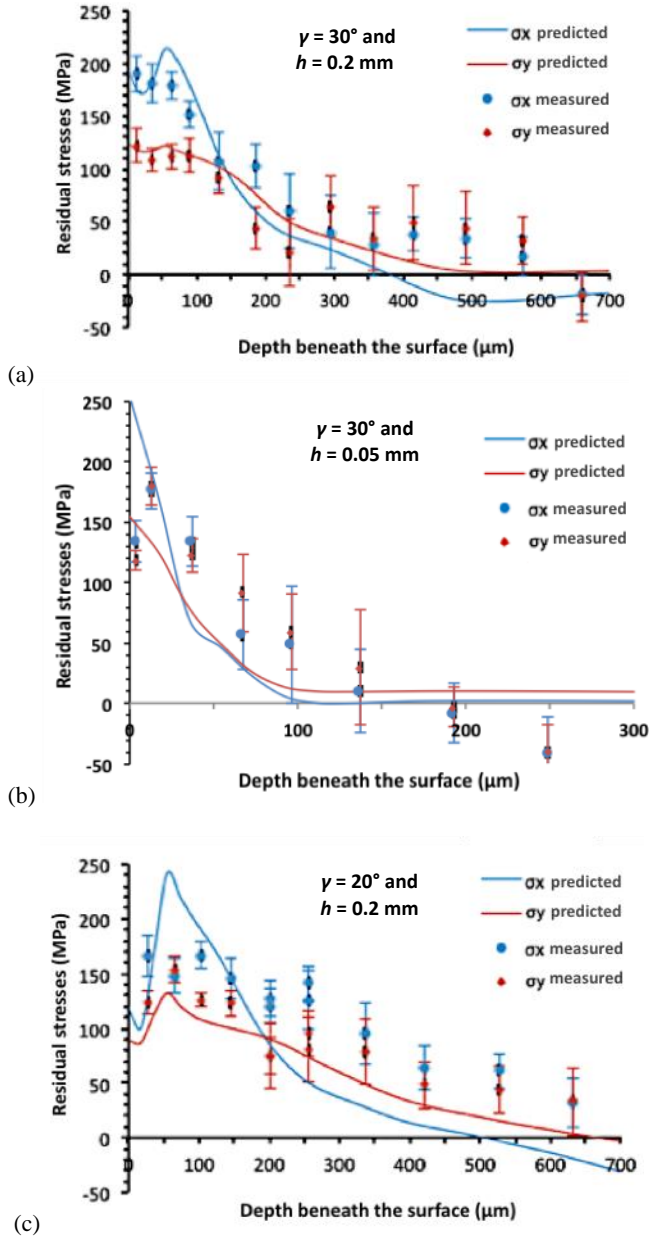 γ = 30° and
h = 0.2 mm
σx predicted
σy predicted
σx measured
σy measured
Residual stresses (MPa)
250
200
150
100
50
0
-50
0 100 200 300 400 500 600 700
Depth beneath the surface (µm)
(a)
γ = 30° and
h = 0.05 mm
σx predicted
σy predicted
σx measured
σy measured
Residual stresses (MPa)
250
200
150
100
50
0
-50
0 100 200 300
Depth beneath the surface (µm)
(b)
γ = 20° and
h = 0.2 mm
σx predicted
σy predicted
σx measured
σy measured
Residual stresses (MPa)
250
200
150
100
50
0
-50
0 100 200 300 400 500 600 700
Depth beneath the surface (µm)
(c)